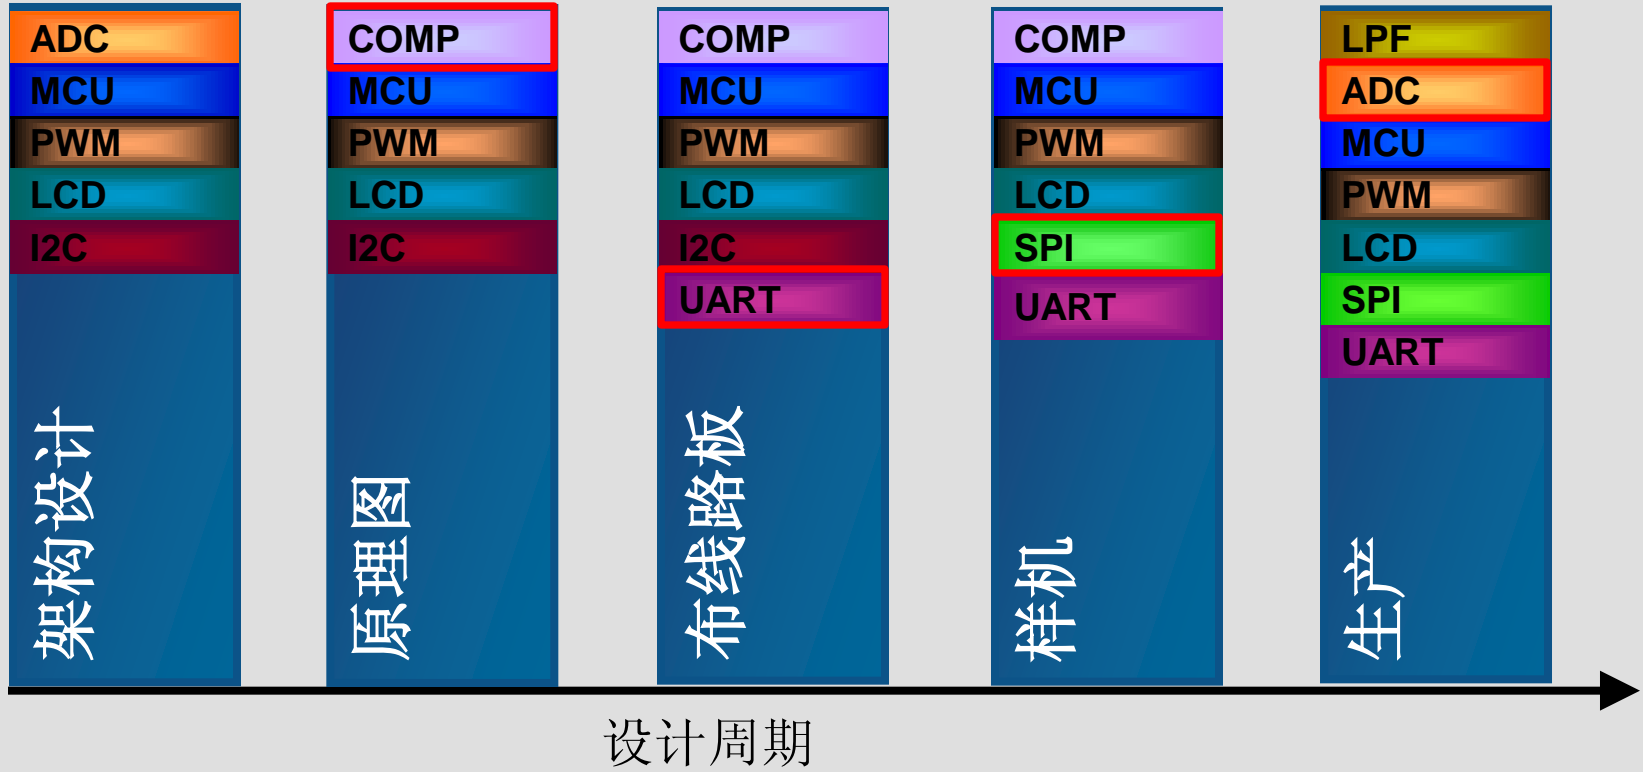 ADC
MCU
PWM
LCD
I2C
架构设计
COMP
MCU
PWM
LCD
I2C
原理图
COMP
MCU
PWM
LCD
I2C
UART
布线路板
COMP
MCU
PWM
LCD
SPI
UART
样机
LPF
ADC
MCU
PWM
LCD
SPI
UART
生产
设计周期